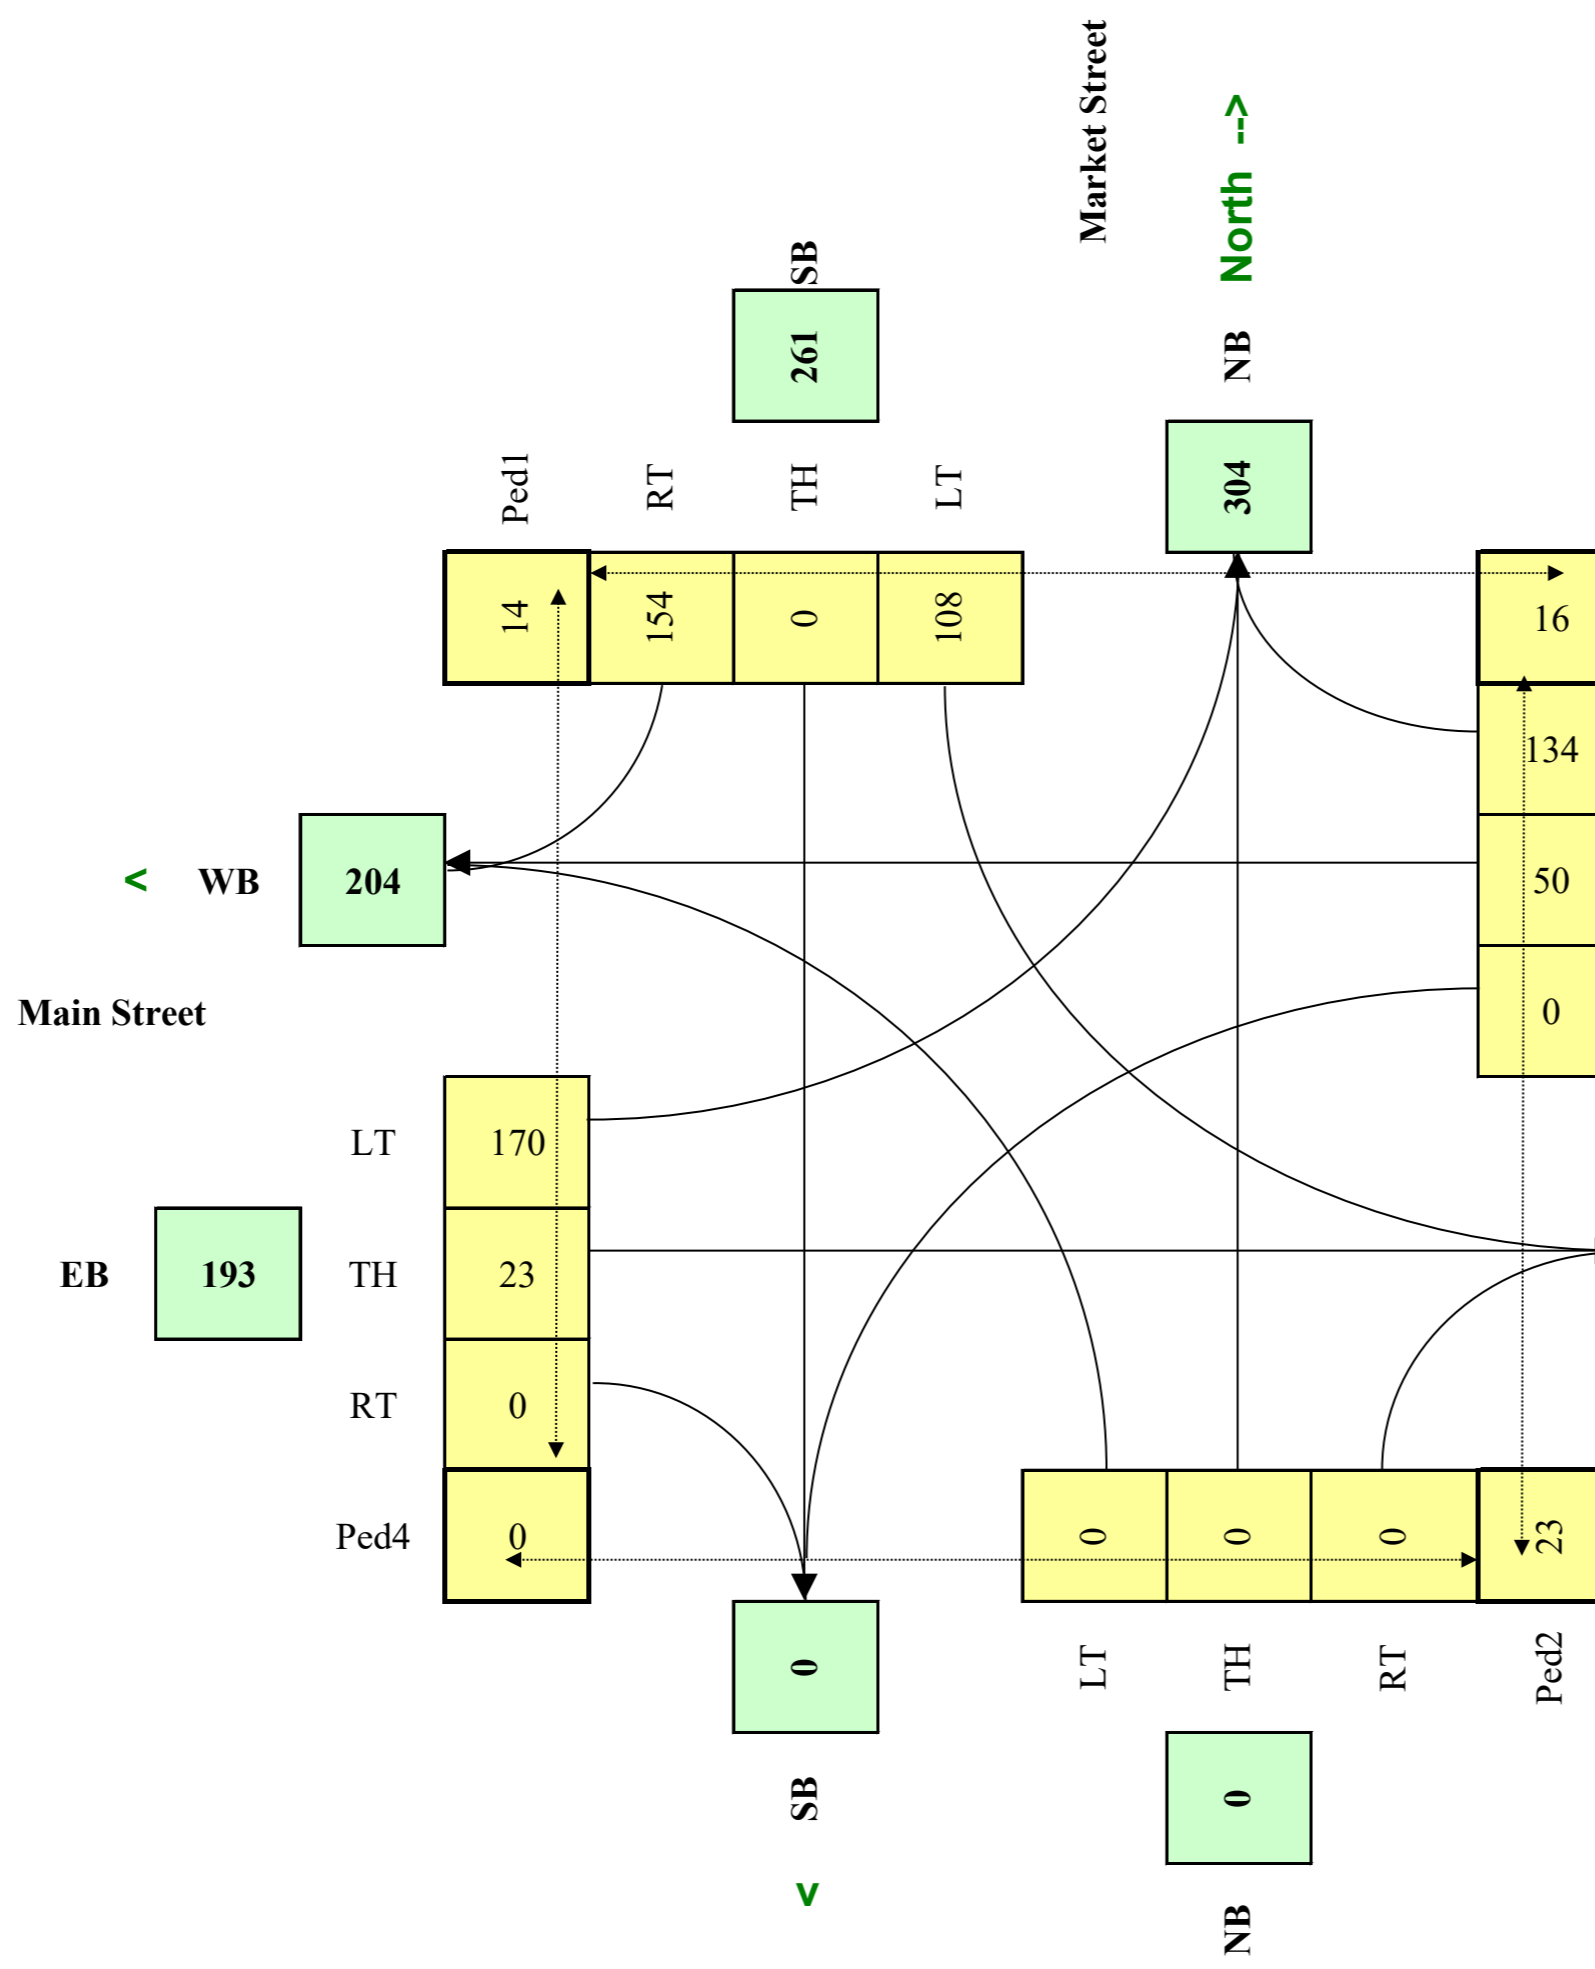 Market Street
North -->
SB
261
NB
304
Ped1
RT
TH
LT
14
154
0
108
16
134
50
0
< WB 204
Main Street
LT 170
EB 193 TH 23
RT 0
Ped4 0
0
0
0
23
LT
TH
RT
Ped2
0
SB
<
0
NB